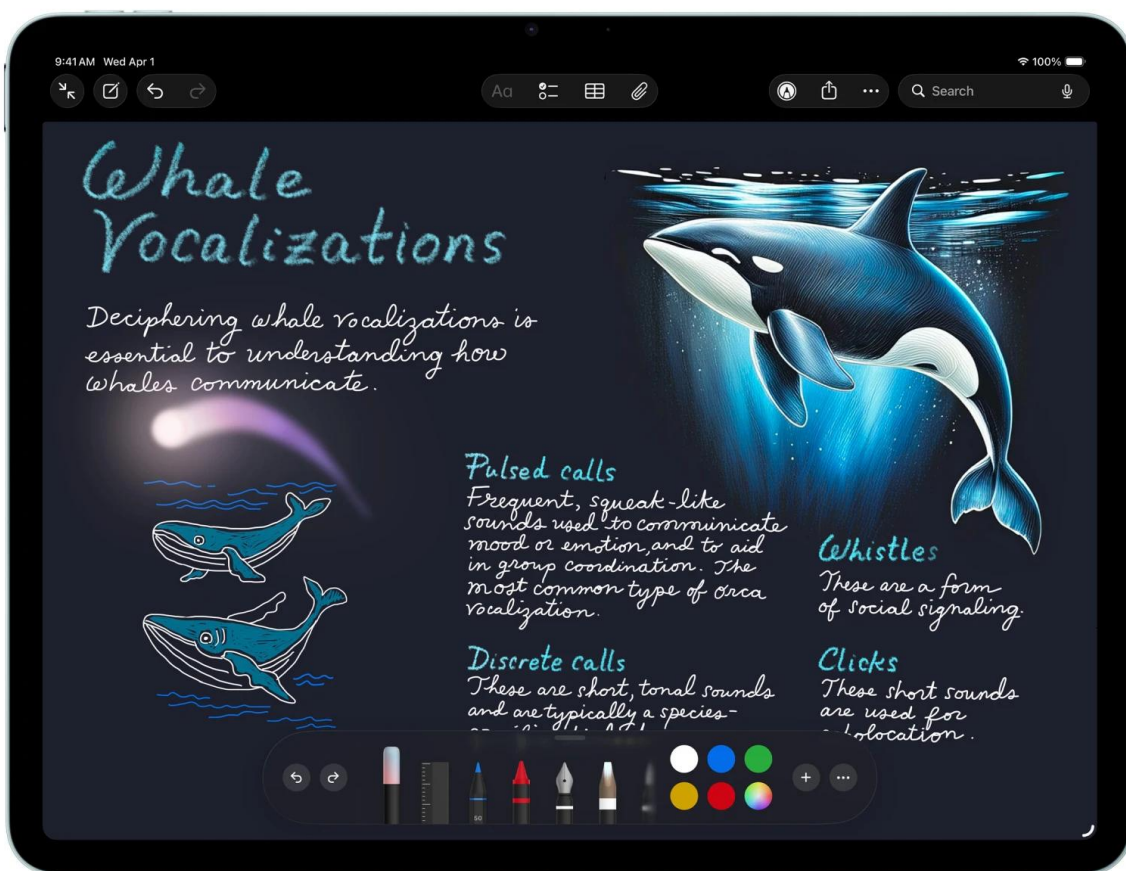 9:41 AM Wed Apr 1
100%
Aa
Search
Whale
Vocalizations
Deciphering whale vocalizations is
essential to understanding how
whales communicate.
Pulsed calls
Frequent, squeak-like
sounds used to communicate
mood or emotion, and to aid
in group coordination. The
most common type of orca
vocalization.
Discrete calls
These are short, tonal sounds
and are typically a species-
Whistles
These are a form
of social signaling.
Clicks
These short sounds
are used for
50